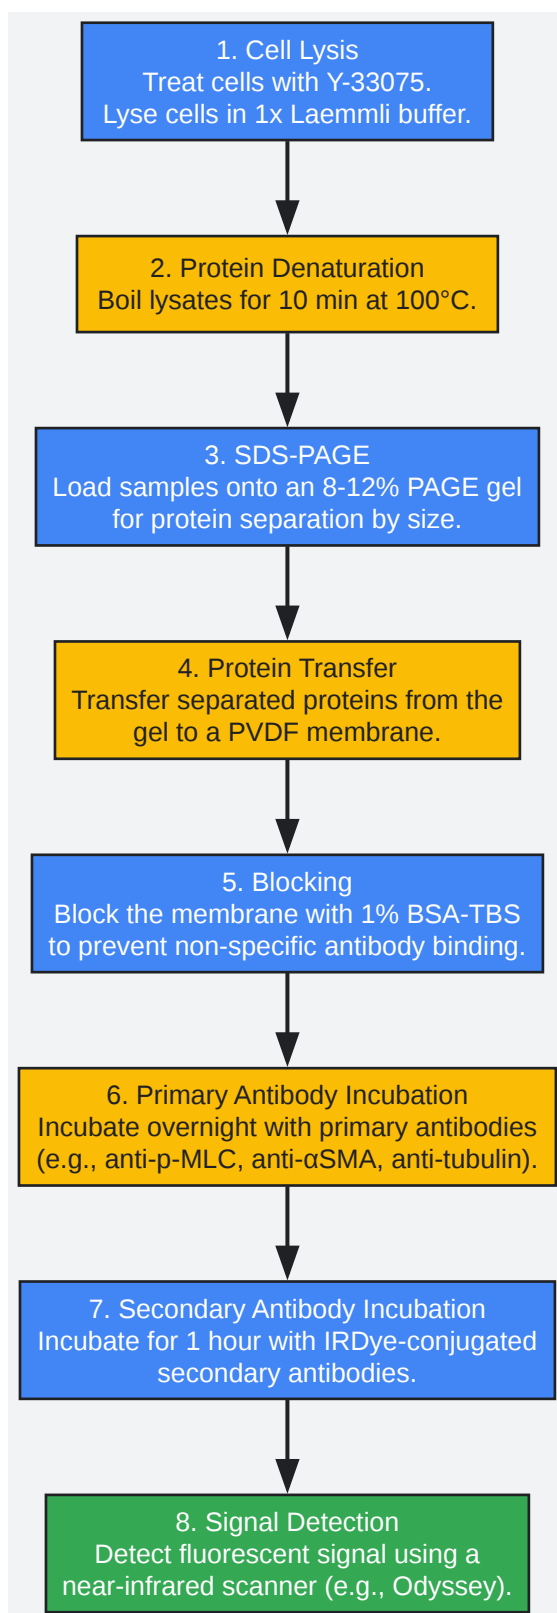 1. Cell Lysis
Treat cells with Y-33075.
Lyse cells in 1x Laemmli buffer.
2. Protein Denaturation
Boil lysates for 10 min at 100°C.
3. SDS-PAGE
Load samples onto an 8-12% PAGE gel
for protein separation by size.
4. Protein Transfer
Transfer separated proteins from the
gel to a PVDF membrane.
5. Blocking
Block the membrane with 1% BSA-TBS
to prevent non-specific antibody binding.
6. Primary Antibody Incubation
Incubate overnight with primary antibodies
(e.g., anti-p-MLC, anti-αSMA, anti-tubulin).
7. Secondary Antibody Incubation
Incubate for 1 hour with IRDye-conjugated
secondary antibodies.
8. Signal Detection
Detect fluorescent signal using a
near-infrared scanner (e.g., Odyssey).